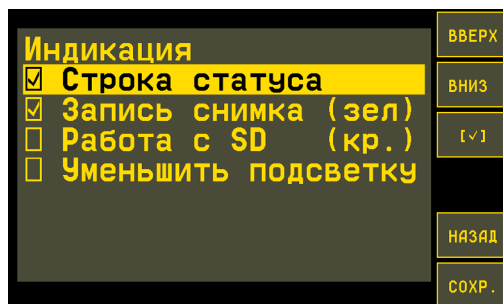 Индикация
Строка статуса
Запись снимка (зел)
Работа с SD (кр.)
Уменьшить подсветку
ВВЕРХ
ВНИЗ
[✓]
НАЗАД
СОХР.